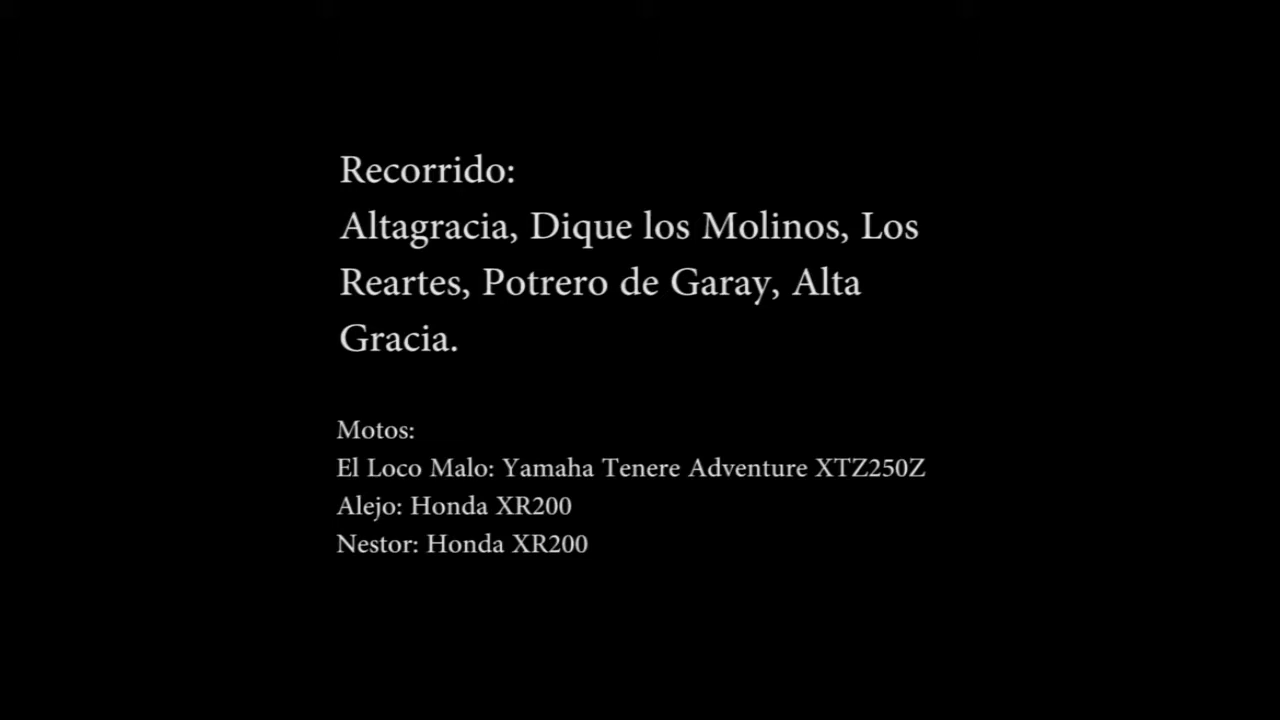 Recorrido:
Altagracia, Dique los Molinos, Los
Reartes, Potrero de Garay, Alta
Gracia.
Motos:
El Loco Malo: Yamaha Tenere Adventure XTZ250Z
Alejo: Honda XR200
Nestor: Honda XR200